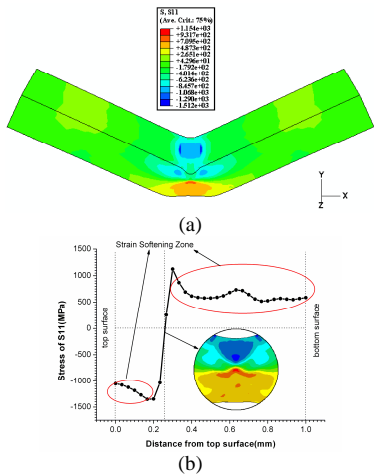 S, S11
(Ave. Crit.: 75%)
+1.154e+03
+9.317e+02
+7.095e+02
+4.873e+02
+2.651e+02
+4.296e+01
-1.792e+02
-4.014e+02
-6.236e+02
-8.457e+02
-1.068e+03
-1.290e+03
-1.512e+03
Y
Z X
(a)
Strain Softening Zone
Stress of S11(MPa)
1500
1000
500
0
-500
-1000
-1500
top surface
bottom surface
0.0 0.2 0.4 0.6 0.8 1.0
Distance from top surface(mm)
(b)